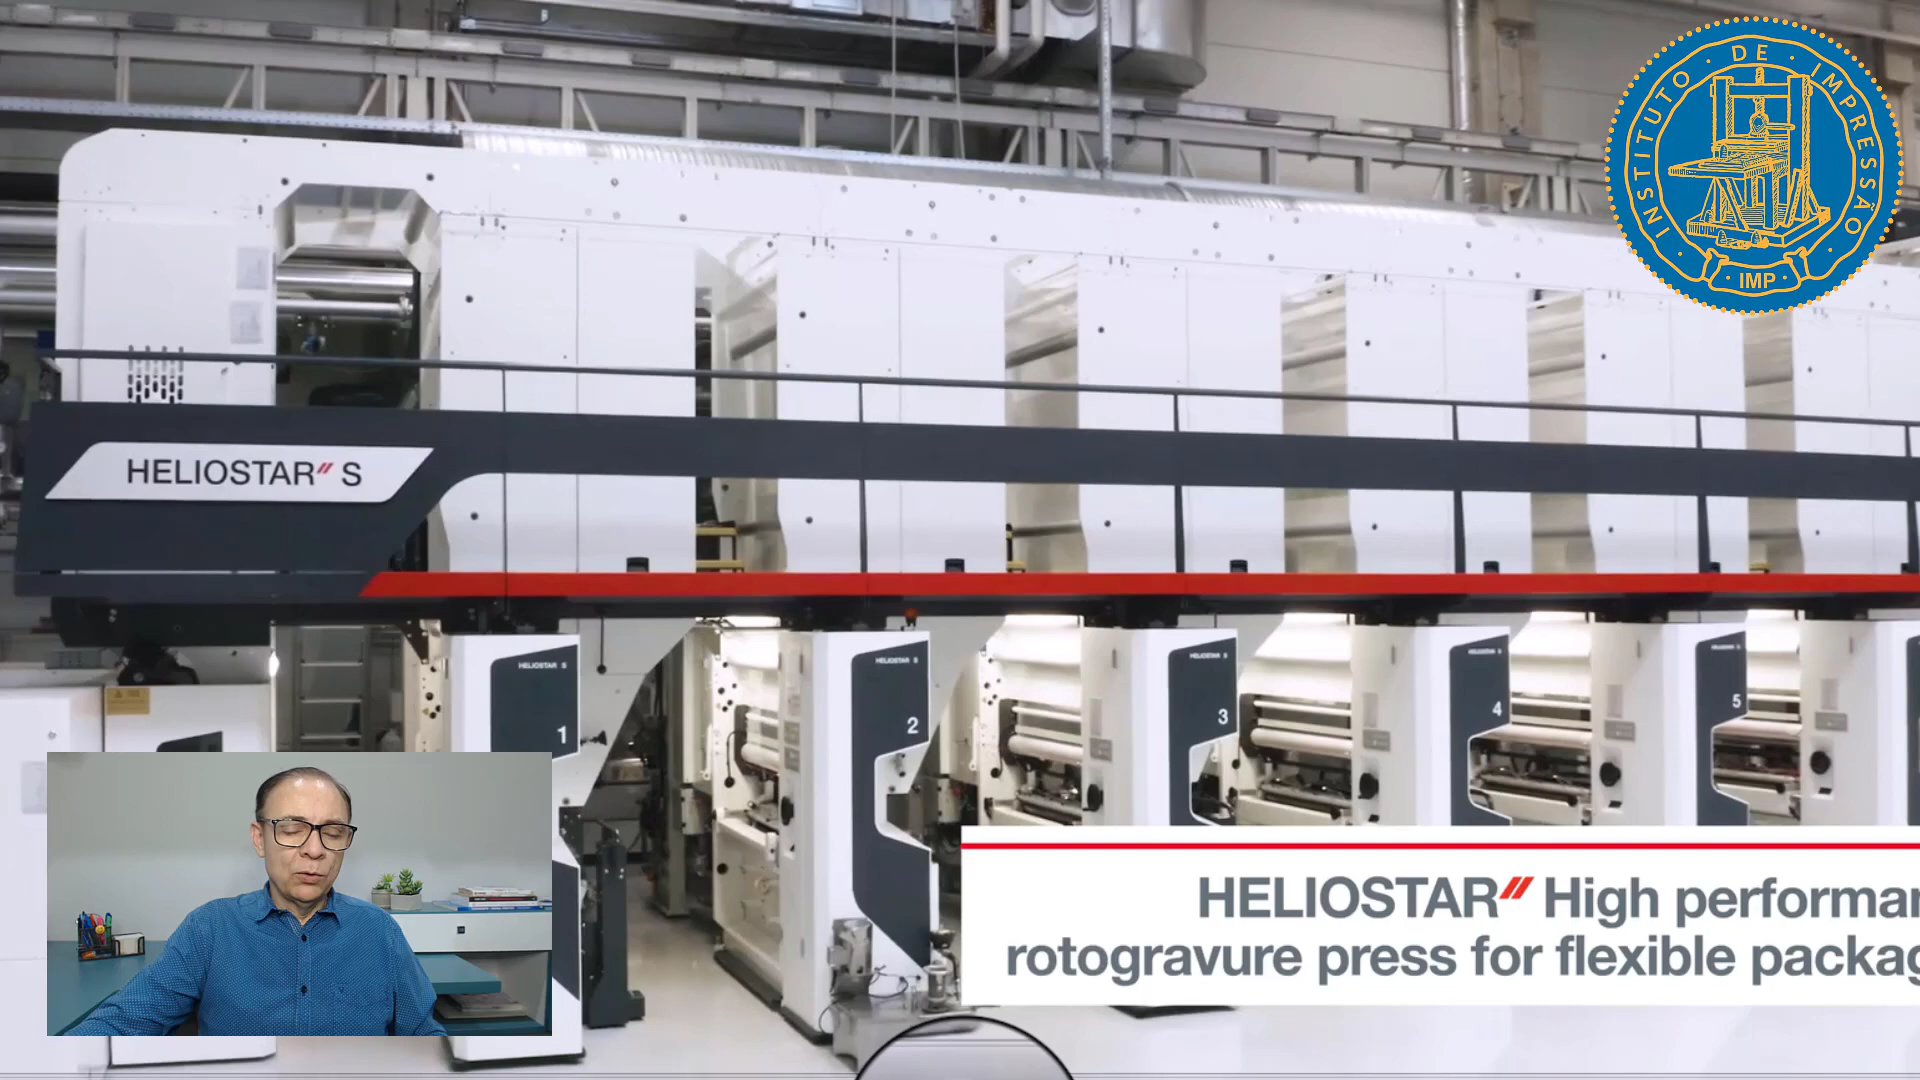 INSTITUTO · DE · IMPRESSÃO
· IMP ·
HELIOSTAR S
HELIOSTAR S
1
HELIOSTAR S
2
HELIOSTAR S
3
HELIOSTAR S
4
HELIOSTAR S
5
HELIOSTAR High performan
rotogravure press for flexible packag